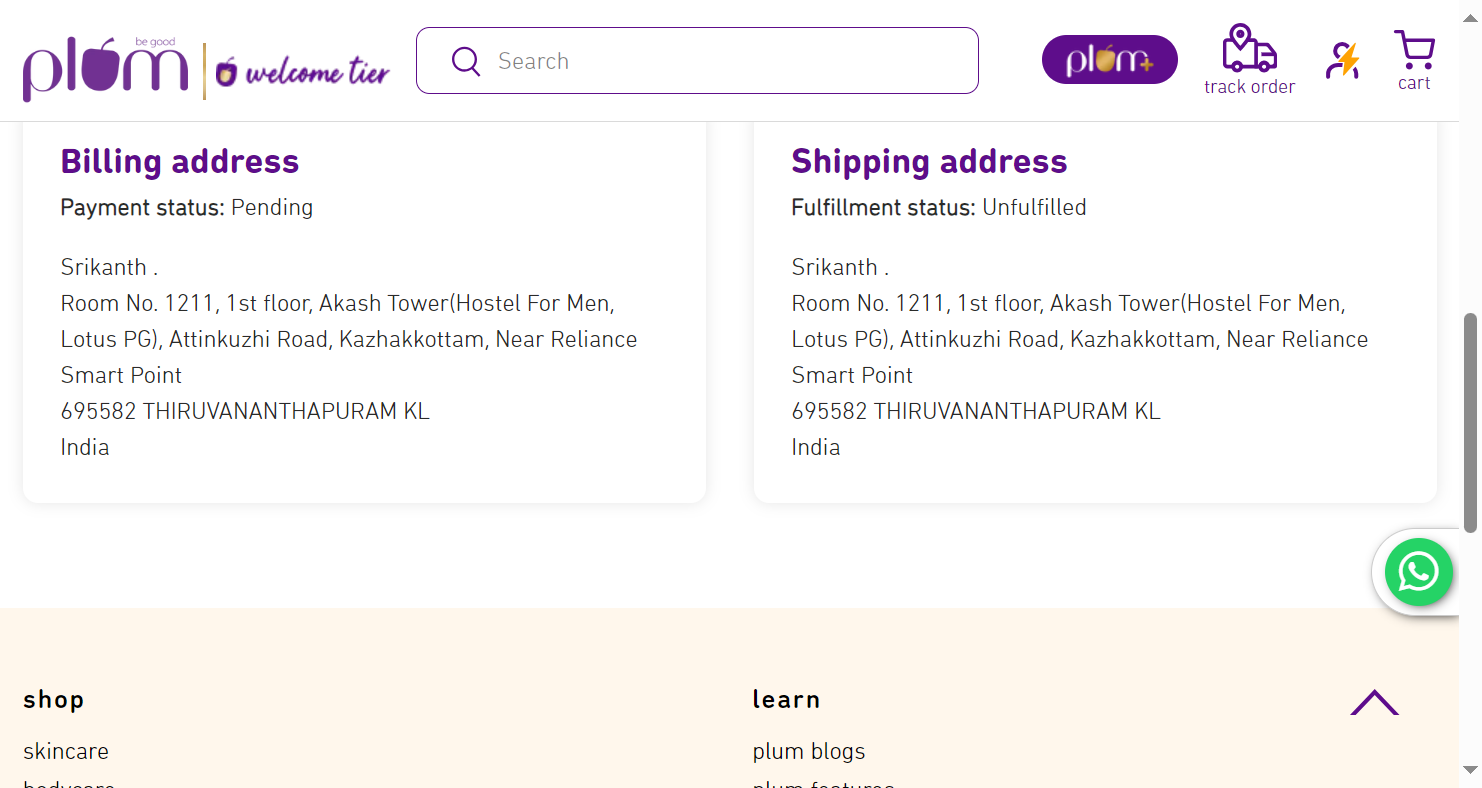 be good
plum
welcome tier
Search
plum+
track order
cart
Billing address
Payment status: Pending
Srikanth .
Room No. 1211, 1st floor, Akash Tower(Hostel For Men,
Lotus PG), Attinkuzhi Road, Kazhakkottam, Near Reliance
Smart Point
695582 THIRUVANANTHAPURAM KL
India
Shipping address
Fulfillment status: Unfulfilled
Srikanth .
Room No. 1211, 1st floor, Akash Tower(Hostel For Men,
Lotus PG), Attinkuzhi Road, Kazhakkottam, Near Reliance
Smart Point
695582 THIRUVANANTHAPURAM KL
India
shop
skincare
bodycare
learn
plum blogs
plum features